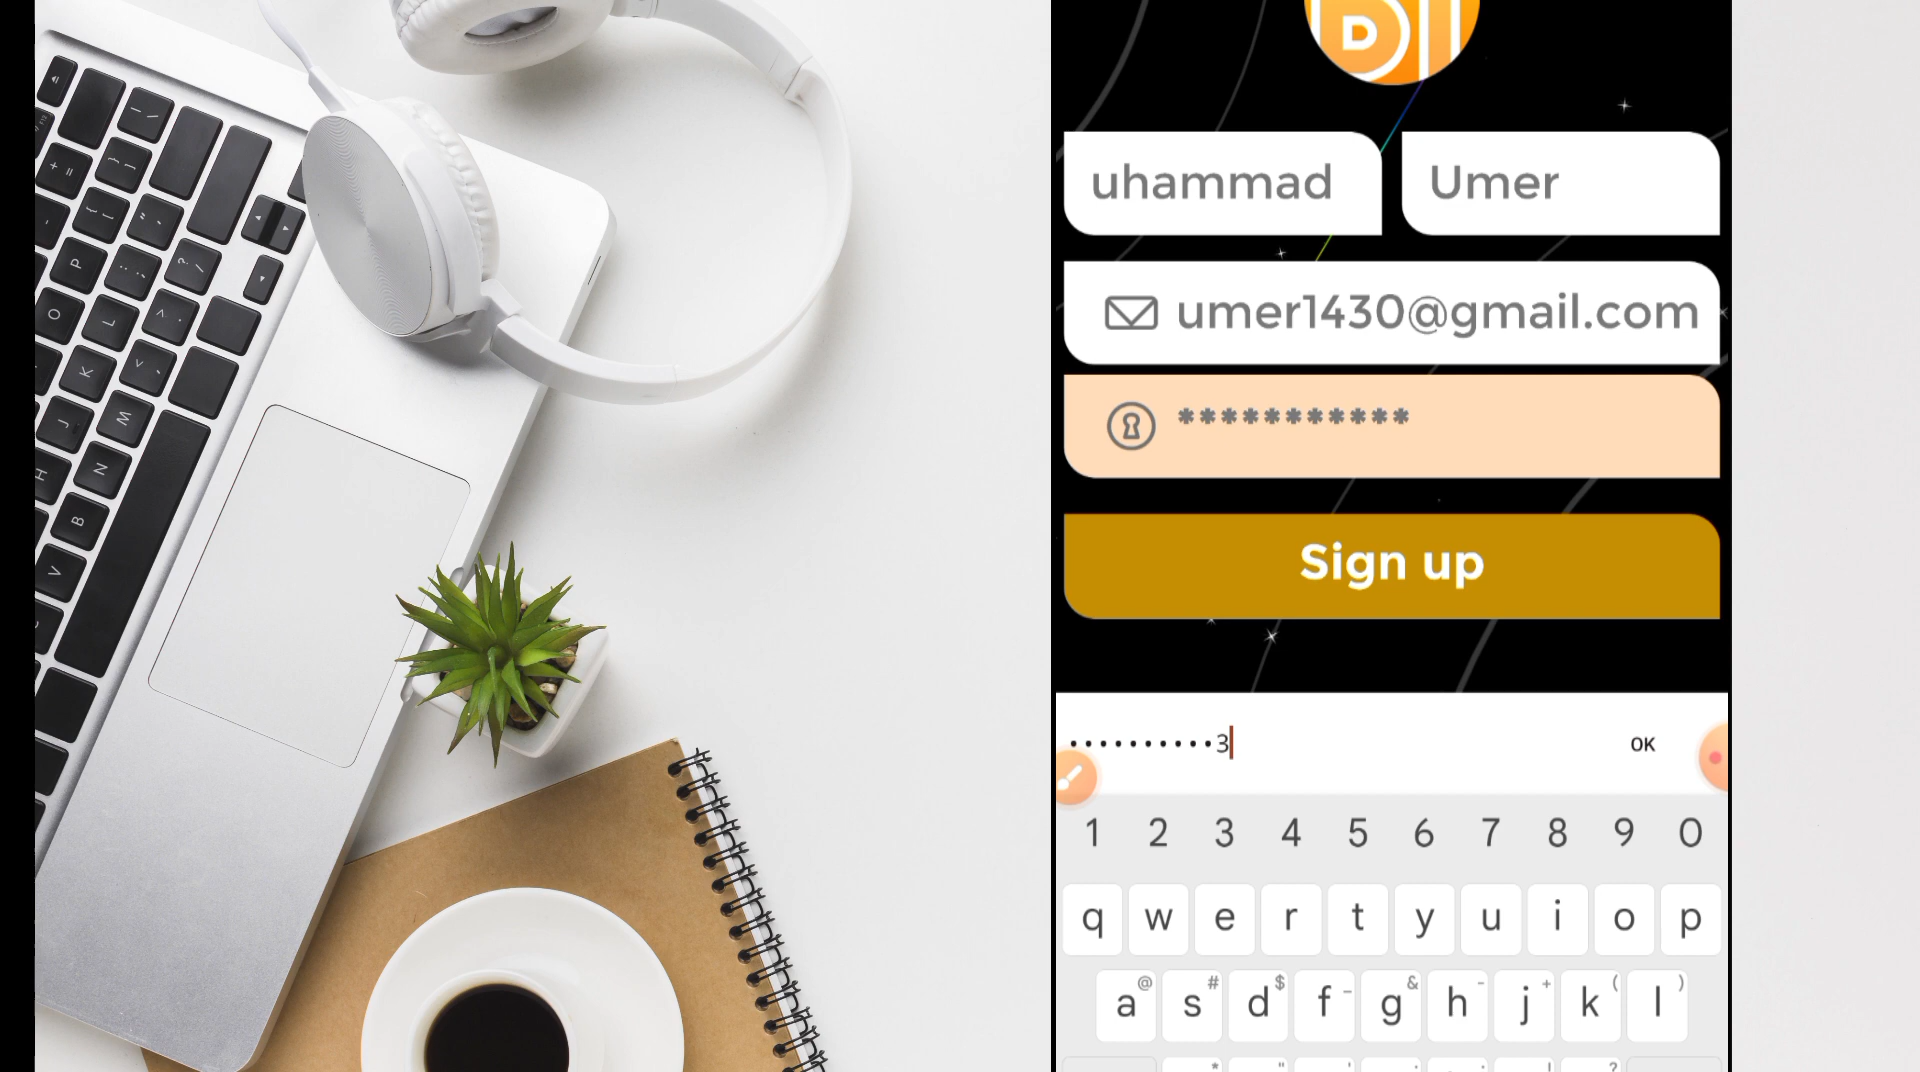 D
uhammad
Umer
umer1430@gmail.com
***********
Sign up
••••••••••3
OK
1 2 3 4 5 6 7 8 9 0
q w e r t y u i o p
@ # $ _ & - + ( )
a s d f g h j k l
P
O
L
K
J
M
H
N
B
V